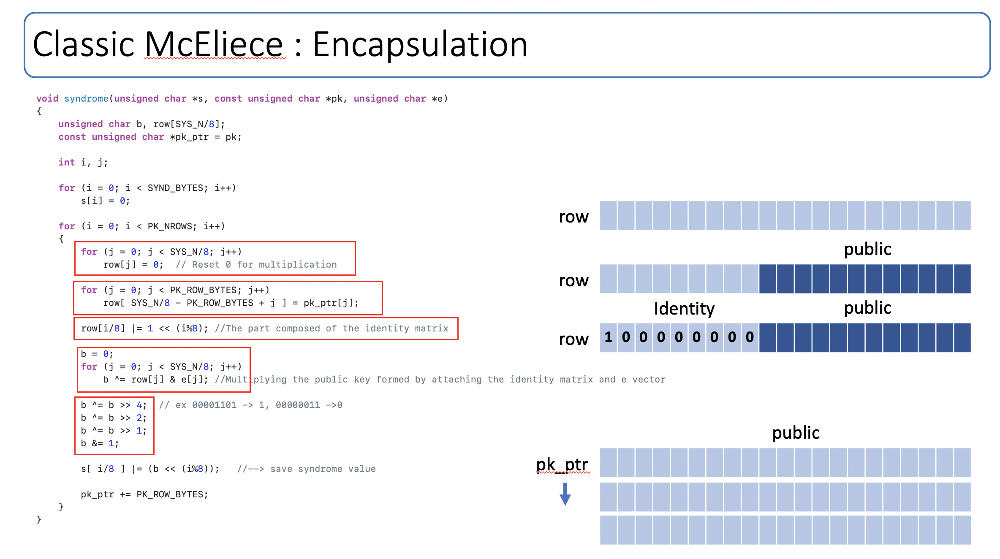 Classic McEliece : Encapsulation
void syndrome(unsigned char *s, const unsigned char *pk, unsigned char *e)
{
    unsigned char b, row[SYS_N/8];
    const unsigned char *pk_ptr = pk;
    int i, j;
    for (i = 0; i < SYND_BYTES; i++)
        s[i] = 0;
    for (i = 0; i < PK_NROWS; i++)
    {
        for (j = 0; j < SYS_N/8; j++)
            row[j] = 0;  // Reset 0 for multiplication
        for (j = 0; j < PK_ROW_BYTES; j++)
            row[ SYS_N/8 - PK_ROW_BYTES + j ] = pk_ptr[j];
        row[i/8] |= 1 << (i%8); //The part composed of the identity matrix
        b = 0;
        for (j = 0; j < SYS_N/8; j++)
            b ^= row[j] & e[j]; //Multiplying the public key formed by attaching the identity matrix and e vector
        b ^= b >> 4;  // ex 00001101 -> 1, 00000011 ->0
        b ^= b >> 2;
        b ^= b >> 1;
        b &= 1;
        s[ i/8 ] |= (b << (i%8));   //--> save syndrome value
        pk_ptr += PK_ROW_BYTES;
    }
}
row
public
row
Identity public
row 1 0 0 0 0 0 0 0 0
public
pk_ptr